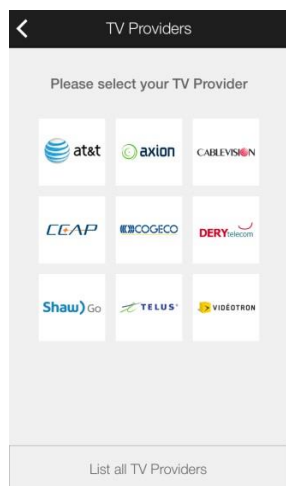 TV Providers
Please select your TV Provider
at&t
axion
CABLEVISION
CCAP
COGECO
DERYtelecom
Shaw) Go
TELUS
VIDÉOTRON
List all TV Providers